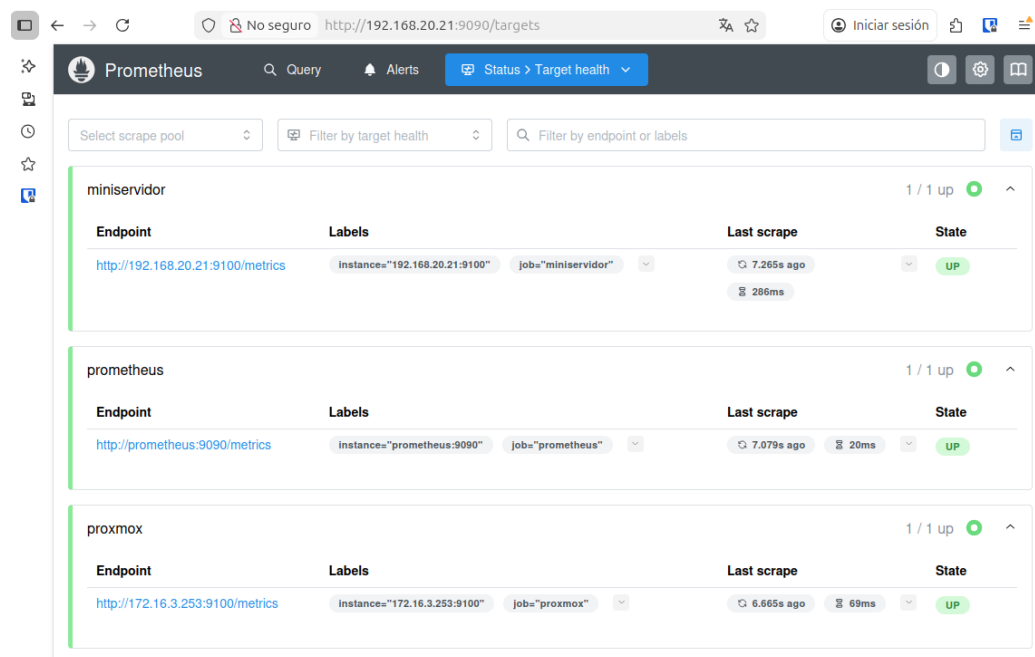 No seguro http://192.168.20.21:9090/targets Iniciar sesión
Prometheus Query Alerts Status > Target health
Select scrape pool Filter by target health Filter by endpoint or labels
miniservidor 1 / 1 up
Endpoint Labels Last scrape State
http://192.168.20.21:9100/metrics instance="192.168.20.21:9100" job="miniservidor" 7.265s ago UP
286ms
prometheus 1 / 1 up
Endpoint Labels Last scrape State
http://prometheus:9090/metrics instance="prometheus:9090" job="prometheus" 7.079s ago 20ms UP
proxmox 1 / 1 up
Endpoint Labels Last scrape State
http://172.16.3.253:9100/metrics instance="172.16.3.253:9100" job="proxmox" 6.665s ago 69ms UP